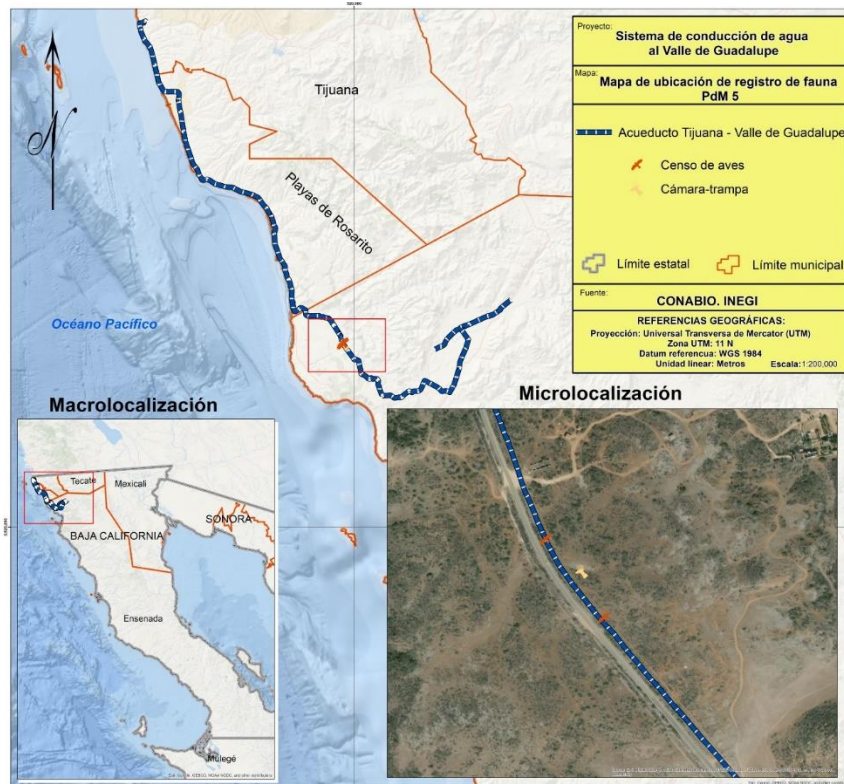 Proyecto:
Sistema de conducción de agua
al Valle de Guadalupe
Mapa:
Mapa de ubicación de registro de fauna
PdM 5
Acueducto Tijuana - Valle de Guadalupe
Censo de aves
Cámara-trampa
Límite estatal
Límite municipal
Fuente:
CONABIO. INEGI
REFERENCIAS GEOGRÁFICAS:
Proyección: Universal Transversa de Mercator (UTM)
Zona UTM: 11 N
Datum referencua: WGS 1984
Unidad linear: Metros
Escala: 1:200,000
N
Tijuana
Playas de Rosarito
Océano Pacífico
Macrolocalización
Tecate
Mexicali
SONORA
BAJA CALIFORNIA
Ensenada
Mulegé
Microlocalización